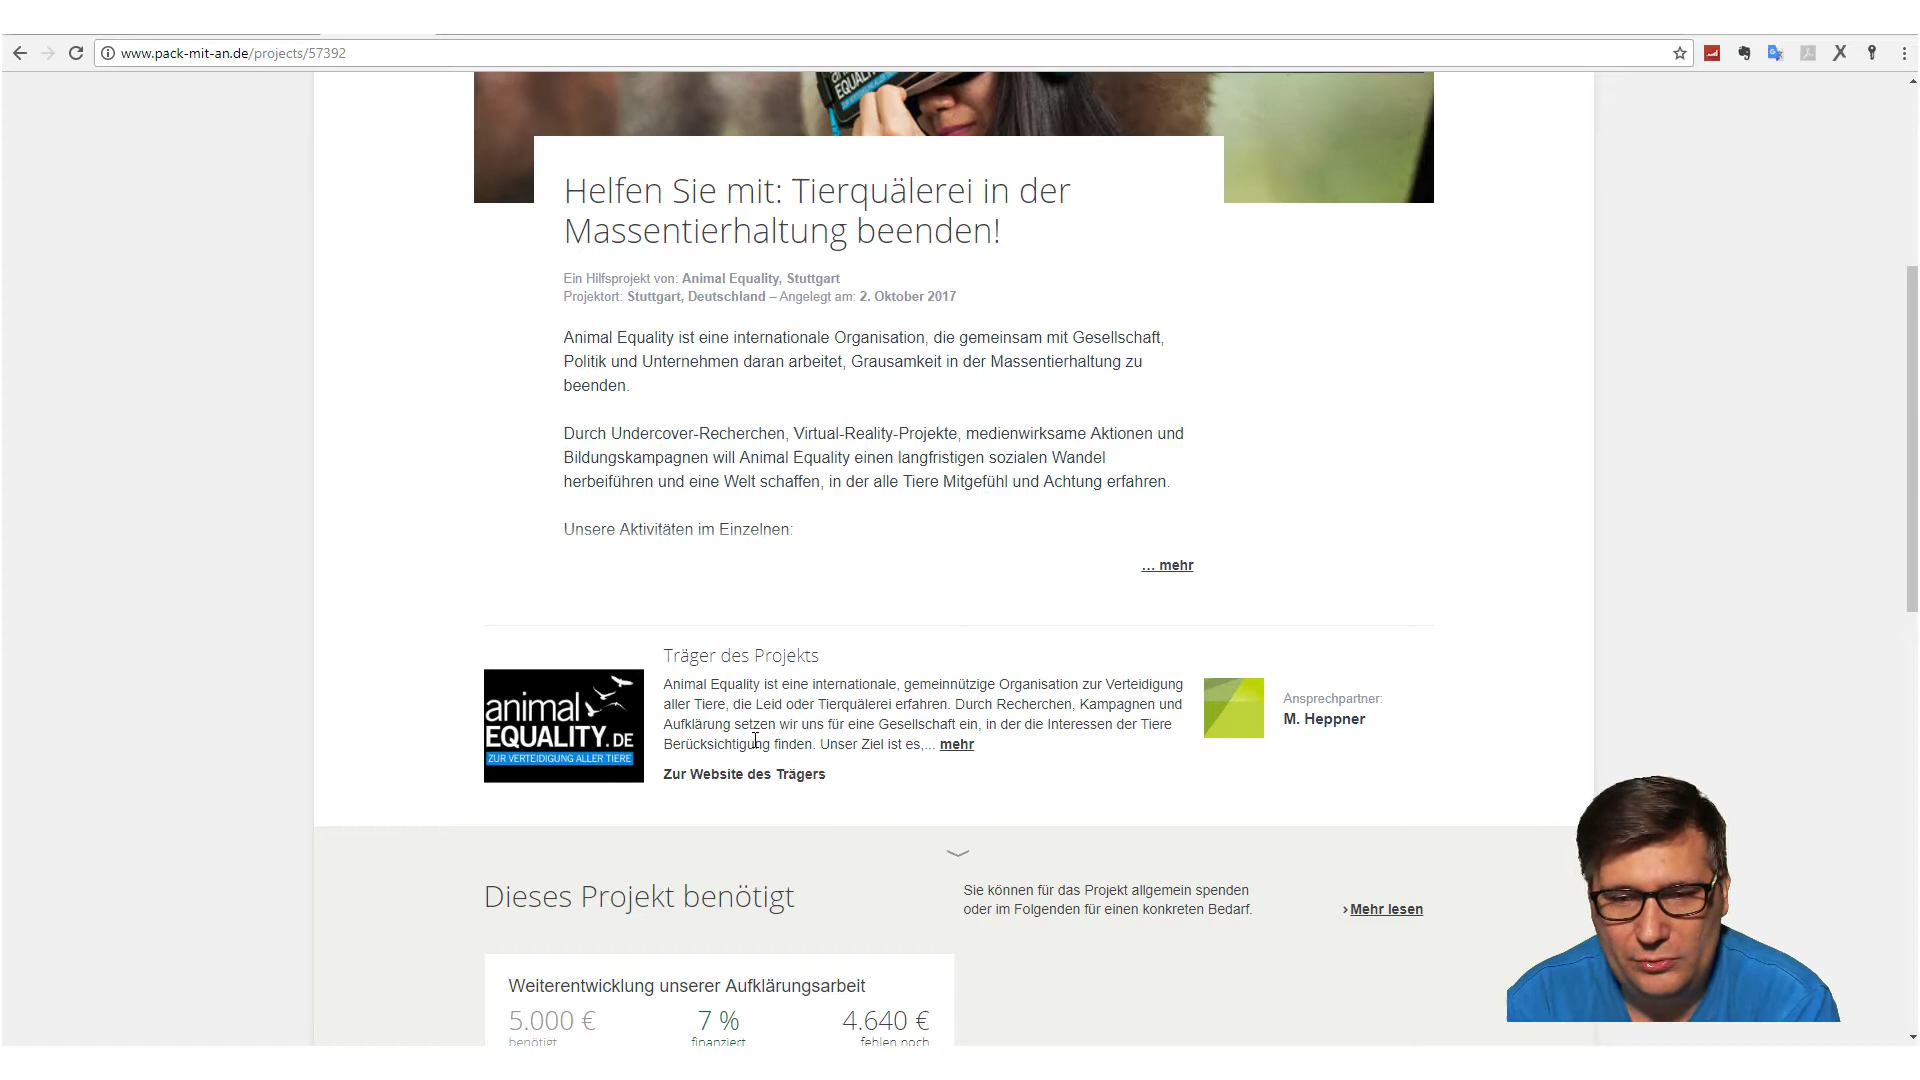 www.pack-mit-an.de/projects/57392
EQUALITY
Helfen Sie mit: Tierquälerei in der
Massentierhaltung beenden!
Ein Hilfsprojekt von: Animal Equality, Stuttgart
Projektort: Stuttgart, Deutschland – Angelegt am: 2. Oktober 2017
Animal Equality ist eine internationale Organisation, die gemeinsam mit Gesellschaft,
Politik und Unternehmen daran arbeitet, Grausamkeit in der Massentierhaltung zu
beenden.
Durch Undercover-Recherchen, Virtual-Reality-Projekte, medienwirksame Aktionen und
Bildungskampagnen will Animal Equality einen langfristigen sozialen Wandel
herbeiführen und eine Welt schaffen, in der alle Tiere Mitgefühl und Achtung erfahren.
Unsere Aktivitäten im Einzelnen:
... mehr
animal
EQUALITY.DE
ZUR VERTEIDIGUNG ALLER TIERE
Träger des Projekts
Animal Equality ist eine internationale, gemeinnützige Organisation zur Verteidigung
aller Tiere, die Leid oder Tierquälerei erfahren. Durch Recherchen, Kampagnen und
Aufklärung setzen wir uns für eine Gesellschaft ein, in der die Interessen der Tiere
Berücksichtigung finden. Unser Ziel ist es,... mehr
Zur Website des Trägers
Ansprechpartner:
M. Heppner
Dieses Projekt benötigt
Sie können für das Projekt allgemein spenden
oder im Folgenden für einen konkreten Bedarf.
› Mehr lesen
Weiterentwicklung unserer Aufklärungsarbeit
5.000 € 7 % 4.640 €
benötigt finanziert fehlen noch